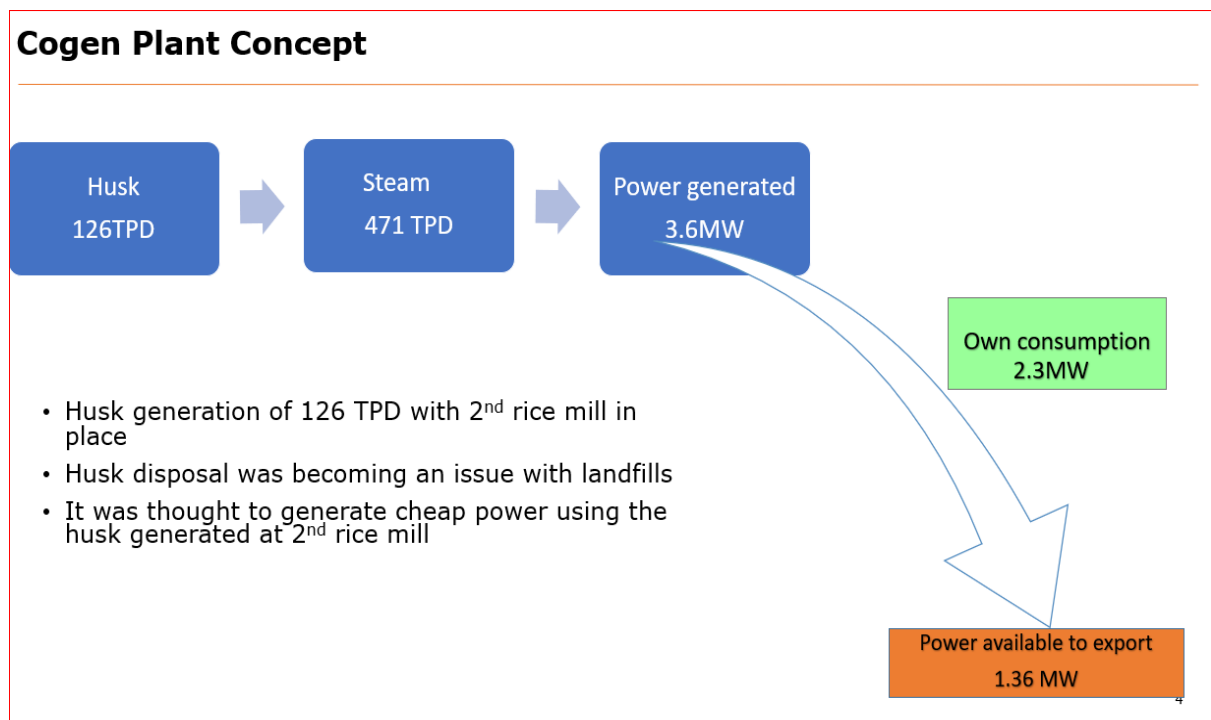 Cogen Plant Concept
Husk
126TPD
Steam
471 TPD
Power generated
3.6MW
Own consumption
2.3MW
• Husk generation of 126 TPD with 2nd rice mill in
place
• Husk disposal was becoming an issue with landfills
• It was thought to generate cheap power using the
husk generated at 2nd rice mill
Power available to export
1.36 MW
4